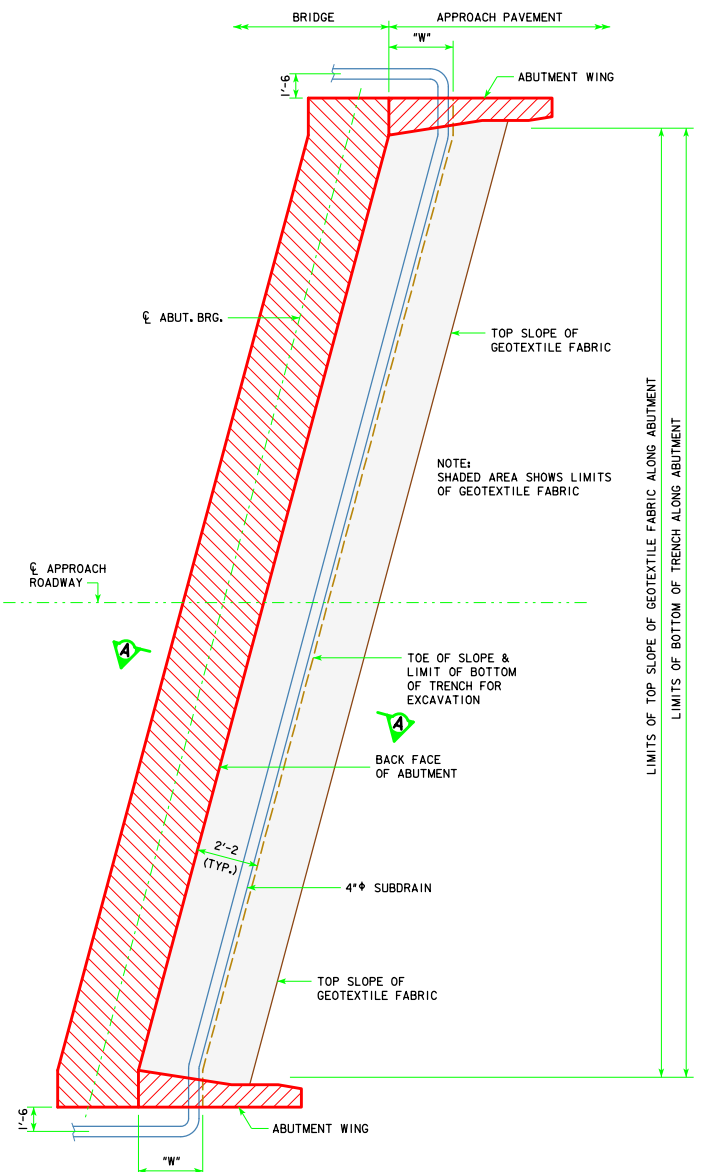 BRIDGE
APPROACH PAVEMENT
"W"
1'-6
ABUTMENT WING
℄ ABUT. BRG.
TOP SLOPE OF
GEOTEXTILE FABRIC
NOTE:
SHADED AREA SHOWS LIMITS
OF GEOTEXTILE FABRIC
LIMITS OF TOP SLOPE OF GEOTEXTILE FABRIC ALONG ABUTMENT
LIMITS OF BOTTOM OF TRENCH ALONG ABUTMENT
℄ APPROACH
ROADWAY
A
TOE OF SLOPE &
LIMIT OF BOTTOM
OF TRENCH FOR
EXCAVATION
A
BACK FACE
OF ABUTMENT
2'-2
(TYP.)
4"ϕ SUBDRAIN
TOP SLOPE OF
GEOTEXTILE FABRIC
1'-6
ABUTMENT WING
"W"